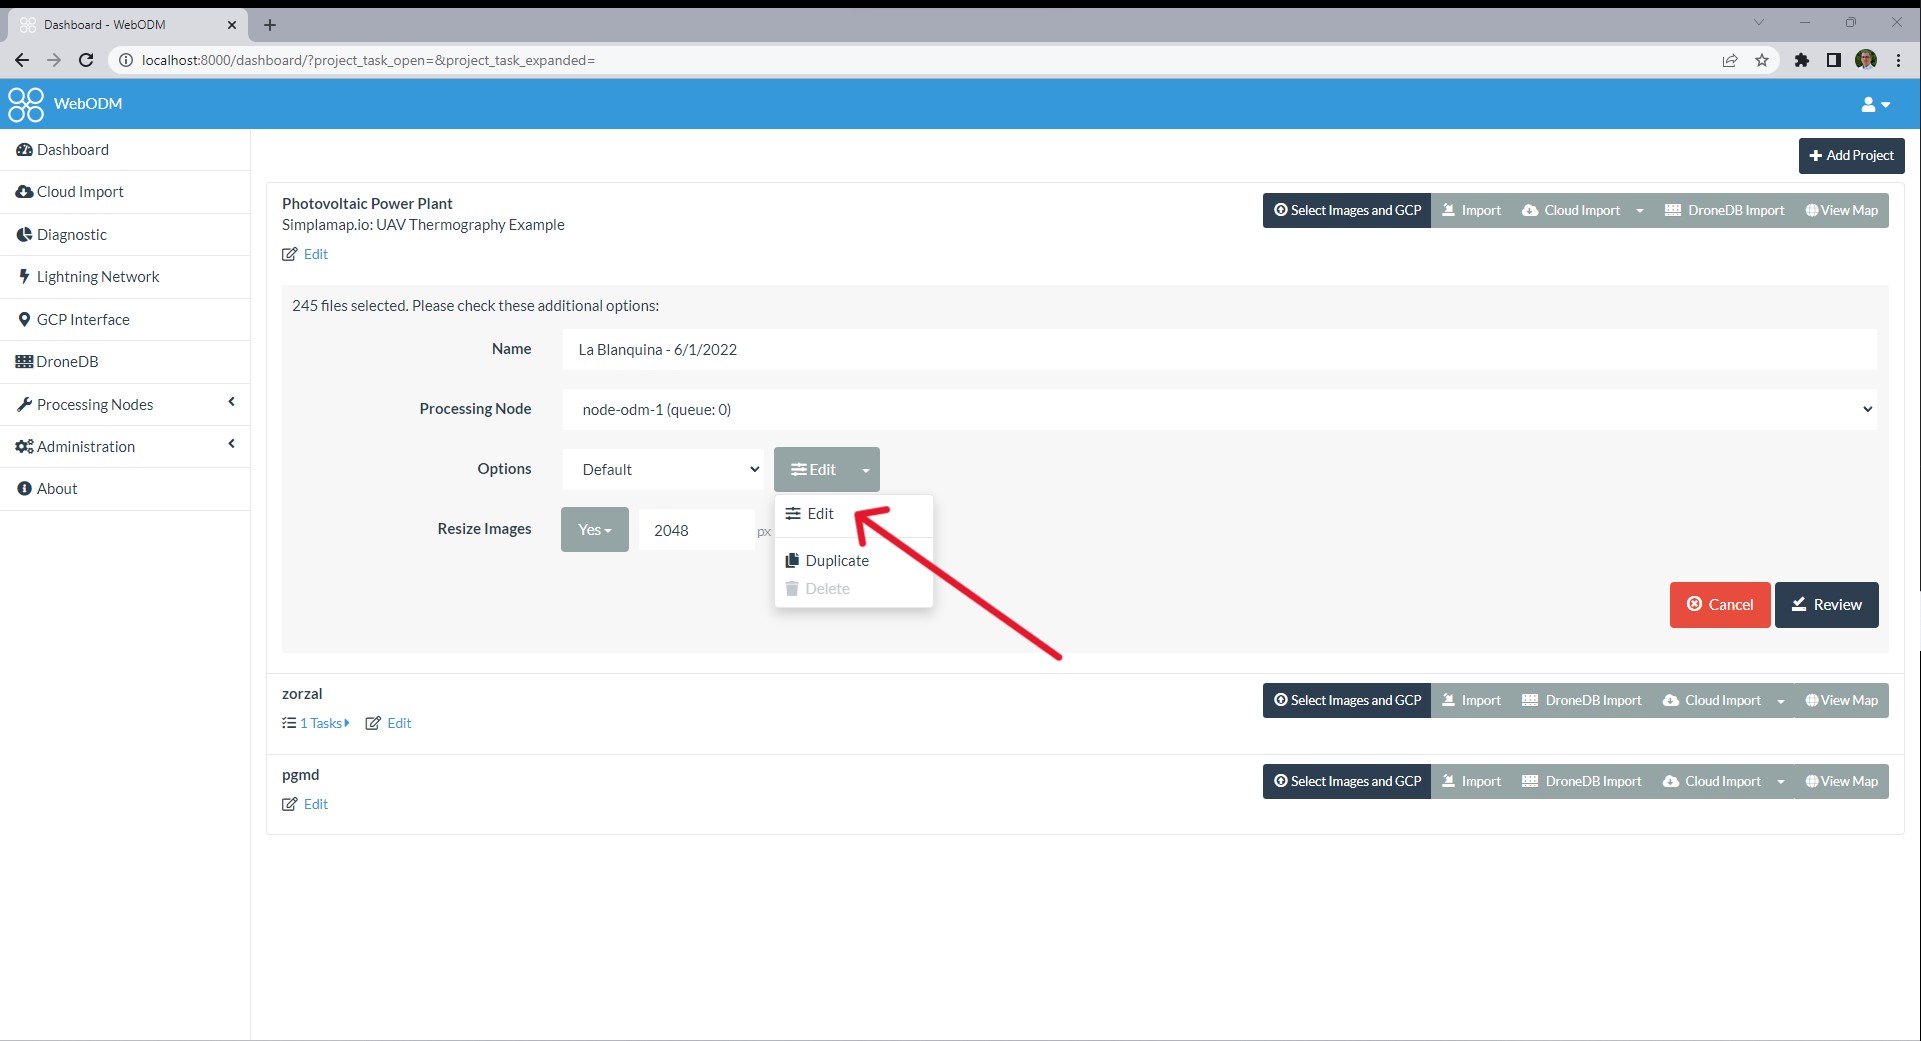 Dashboard - WebODM
localhost:8000/dashboard/?project_task_open=&project_task_expanded=
WebODM
Dashboard
Cloud Import
Diagnostic
Lightning Network
GCP Interface
DroneDB
Processing Nodes
Administration
About
Add Project
Photovoltaic Power Plant
Simplamap.io: UAV Thermography Example
Edit
Select Images and GCP Import Cloud Import DroneDB Import View Map
245 files selected. Please check these additional options:
Name La Blanquina - 6/1/2022
Processing Node node-odm-1 (queue: 0)
Options Default Edit
Edit
Resize Images Yes 2048 px
Duplicate
Delete
Cancel Review
zorzal
1 Tasks Edit
Select Images and GCP Import DroneDB Import Cloud Import View Map
pgmd
Edit
Select Images and GCP Import DroneDB Import Cloud Import View Map